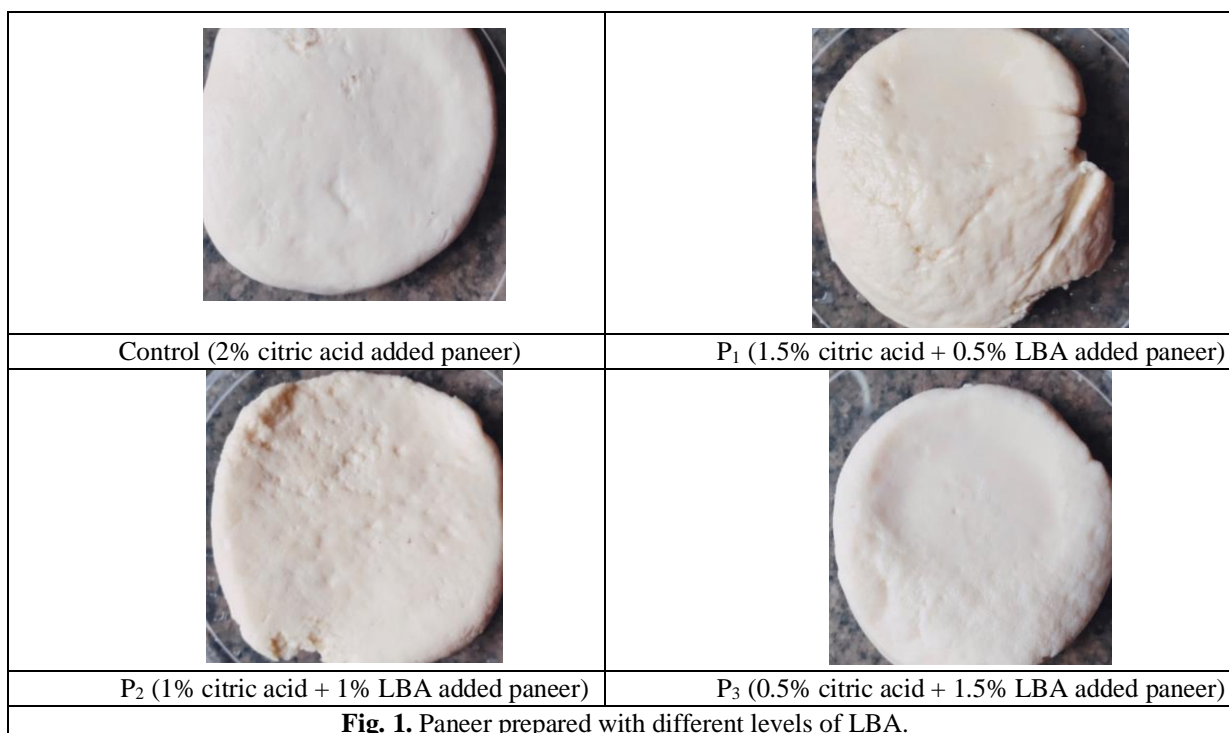 Control (2% citric acid added paneer)
P₁ (1.5% citric acid + 0.5% LBA added paneer)
P₂ (1% citric acid + 1% LBA added paneer)
P₃ (0.5% citric acid + 1.5% LBA added paneer)
Fig. 1. Paneer prepared with different levels of LBA.